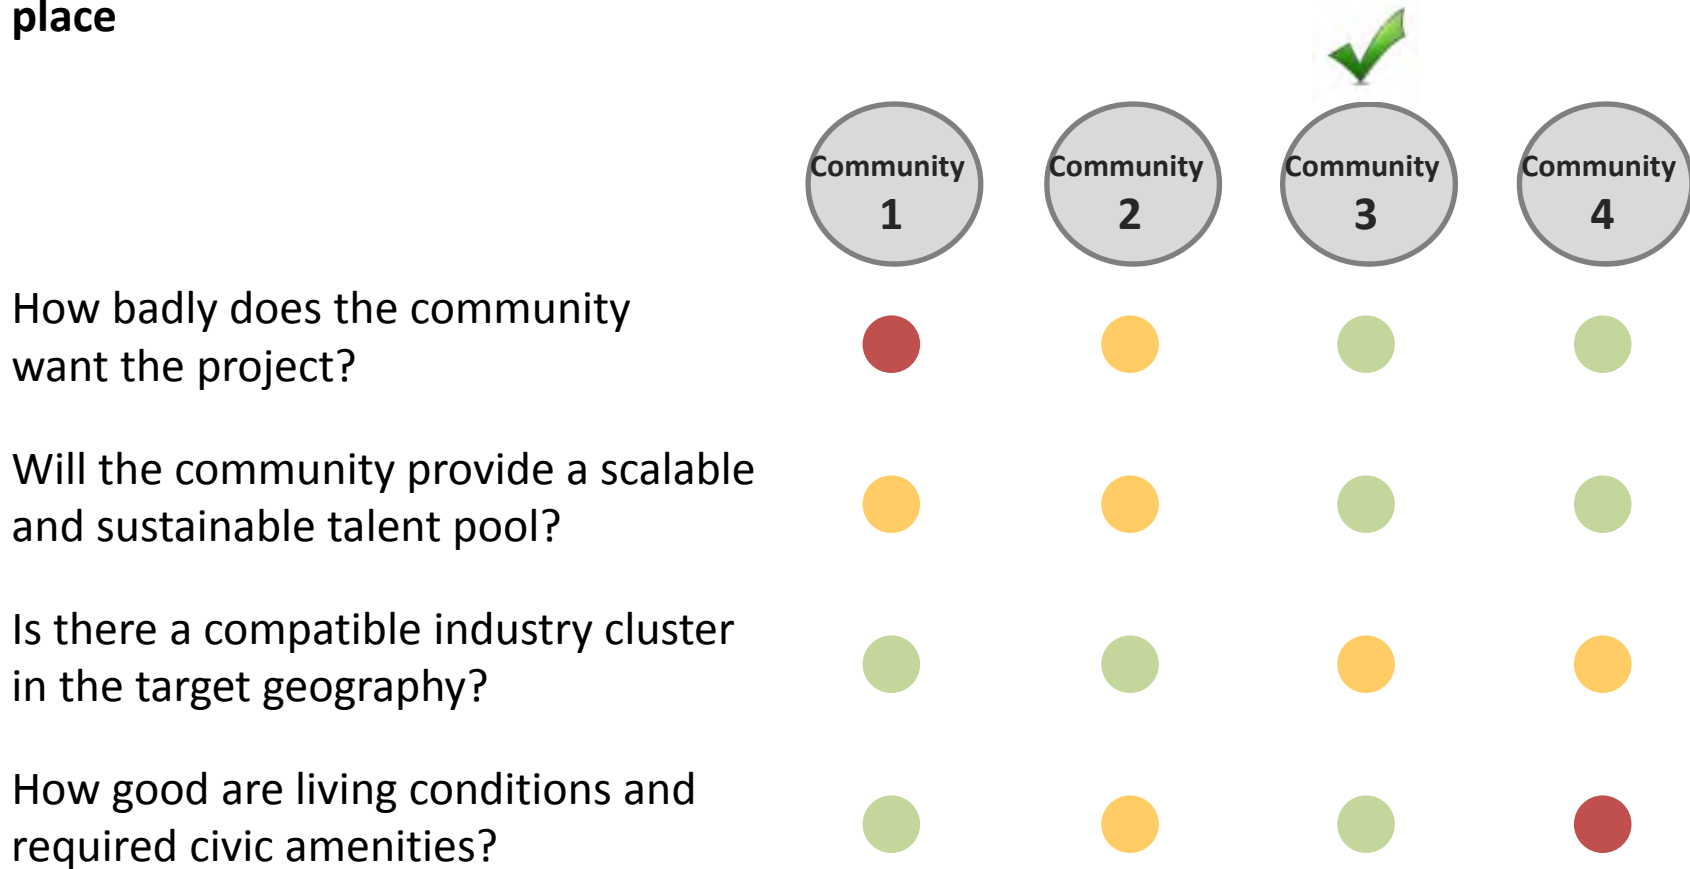 place
Community
1
Community
2
Community
3
Community
4
How badly does the community
want the project?
Will the community provide a scalable
and sustainable talent pool?
Is there a compatible industry cluster
in the target geography?
How good are living conditions and
required civic amenities?